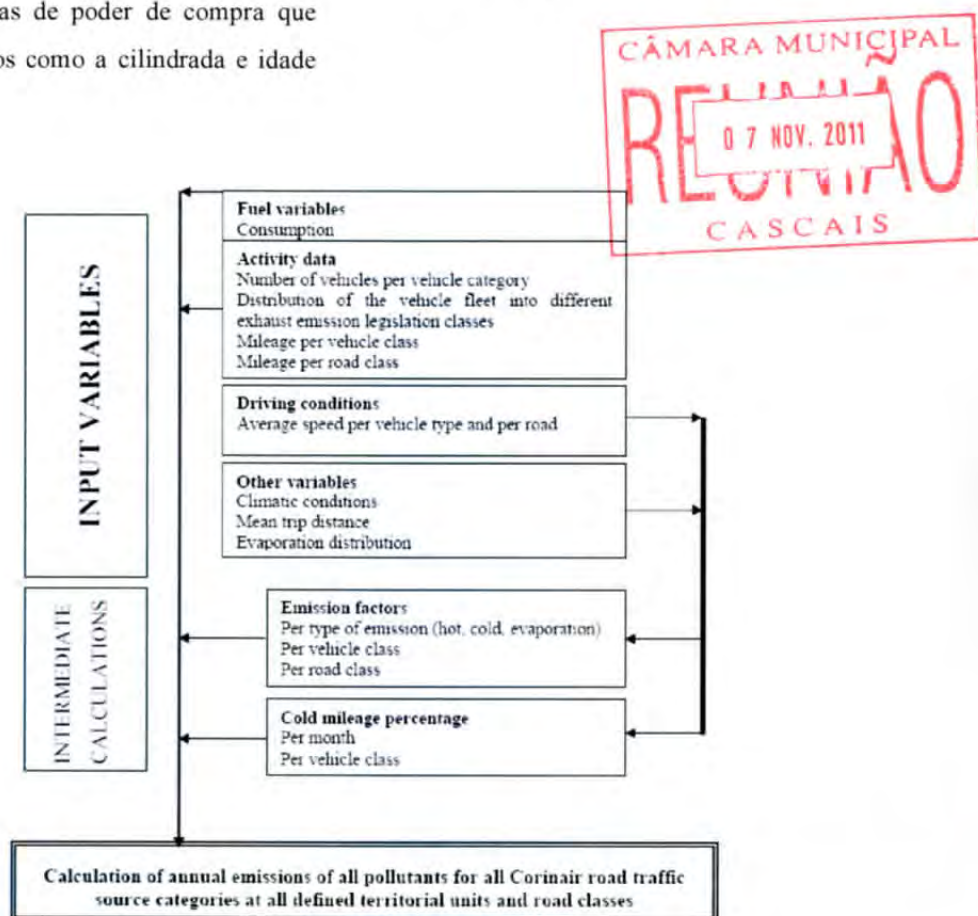 as de poder de compra que
os como a cilindrada e idade
CÂMARA MUNICIPAL
REUNIÃO
0 7 NOV. 2011
CASCAIS
INPUT VARIABLES
Fuel variables
Consumption
Activity data
Number of vehicles per vehicle category
Distribution of the vehicle fleet into different
exhaust emission legislation classes
Mileage per vehicle class
Mileage per road class
Driving conditions
Average speed per vehicle type and per road
Other variables
Climatic conditions
Mean trip distance
Evaporation distribution
INTERMEDIATE
CALCULATIONS
Emission factors
Per type of emission (hot, cold, evaporation)
Per vehicle class
Per road class
Cold mileage percentage
Per month
Per vehicle class
Calculation of annual emissions of all pollutants for all Corinair road traffic
source categories at all defined territorial units and road classes